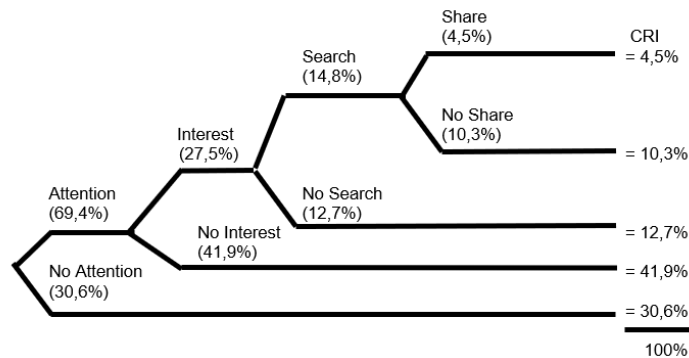 Share
(4,5%)
CRI
= 4,5%
Search
(14,8%)
No Share
(10,3%)
= 10,3%
Interest
(27,5%)
No Search
(12,7%)
= 12,7%
Attention
(69,4%)
No Interest
(41,9%)
= 41,9%
No Attention
(30,6%)
= 30,6%
100%